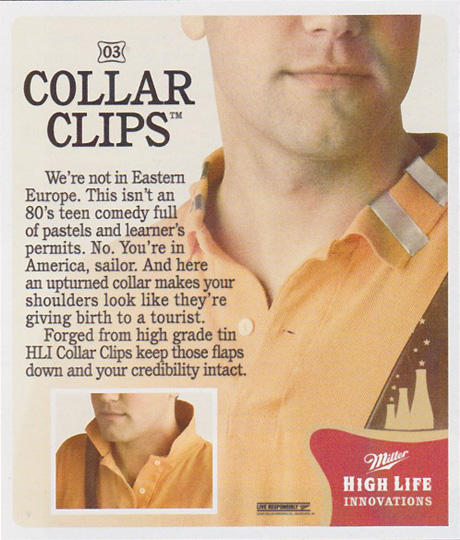 03
COLLAR
CLIPS™
We're not in Eastern
Europe. This isn't an
80's teen comedy full
of pastels and learner's
permits. No. You're in
America, sailor. And here
an upturned collar makes your
shoulders look like they're
giving birth to a tourist.
Forged from high grade tin
HLI Collar Clips keep those flaps
down and your credibility intact.
Miller
HIGH LIFE
INNOVATIONS
LIVE RESPONSIBLY